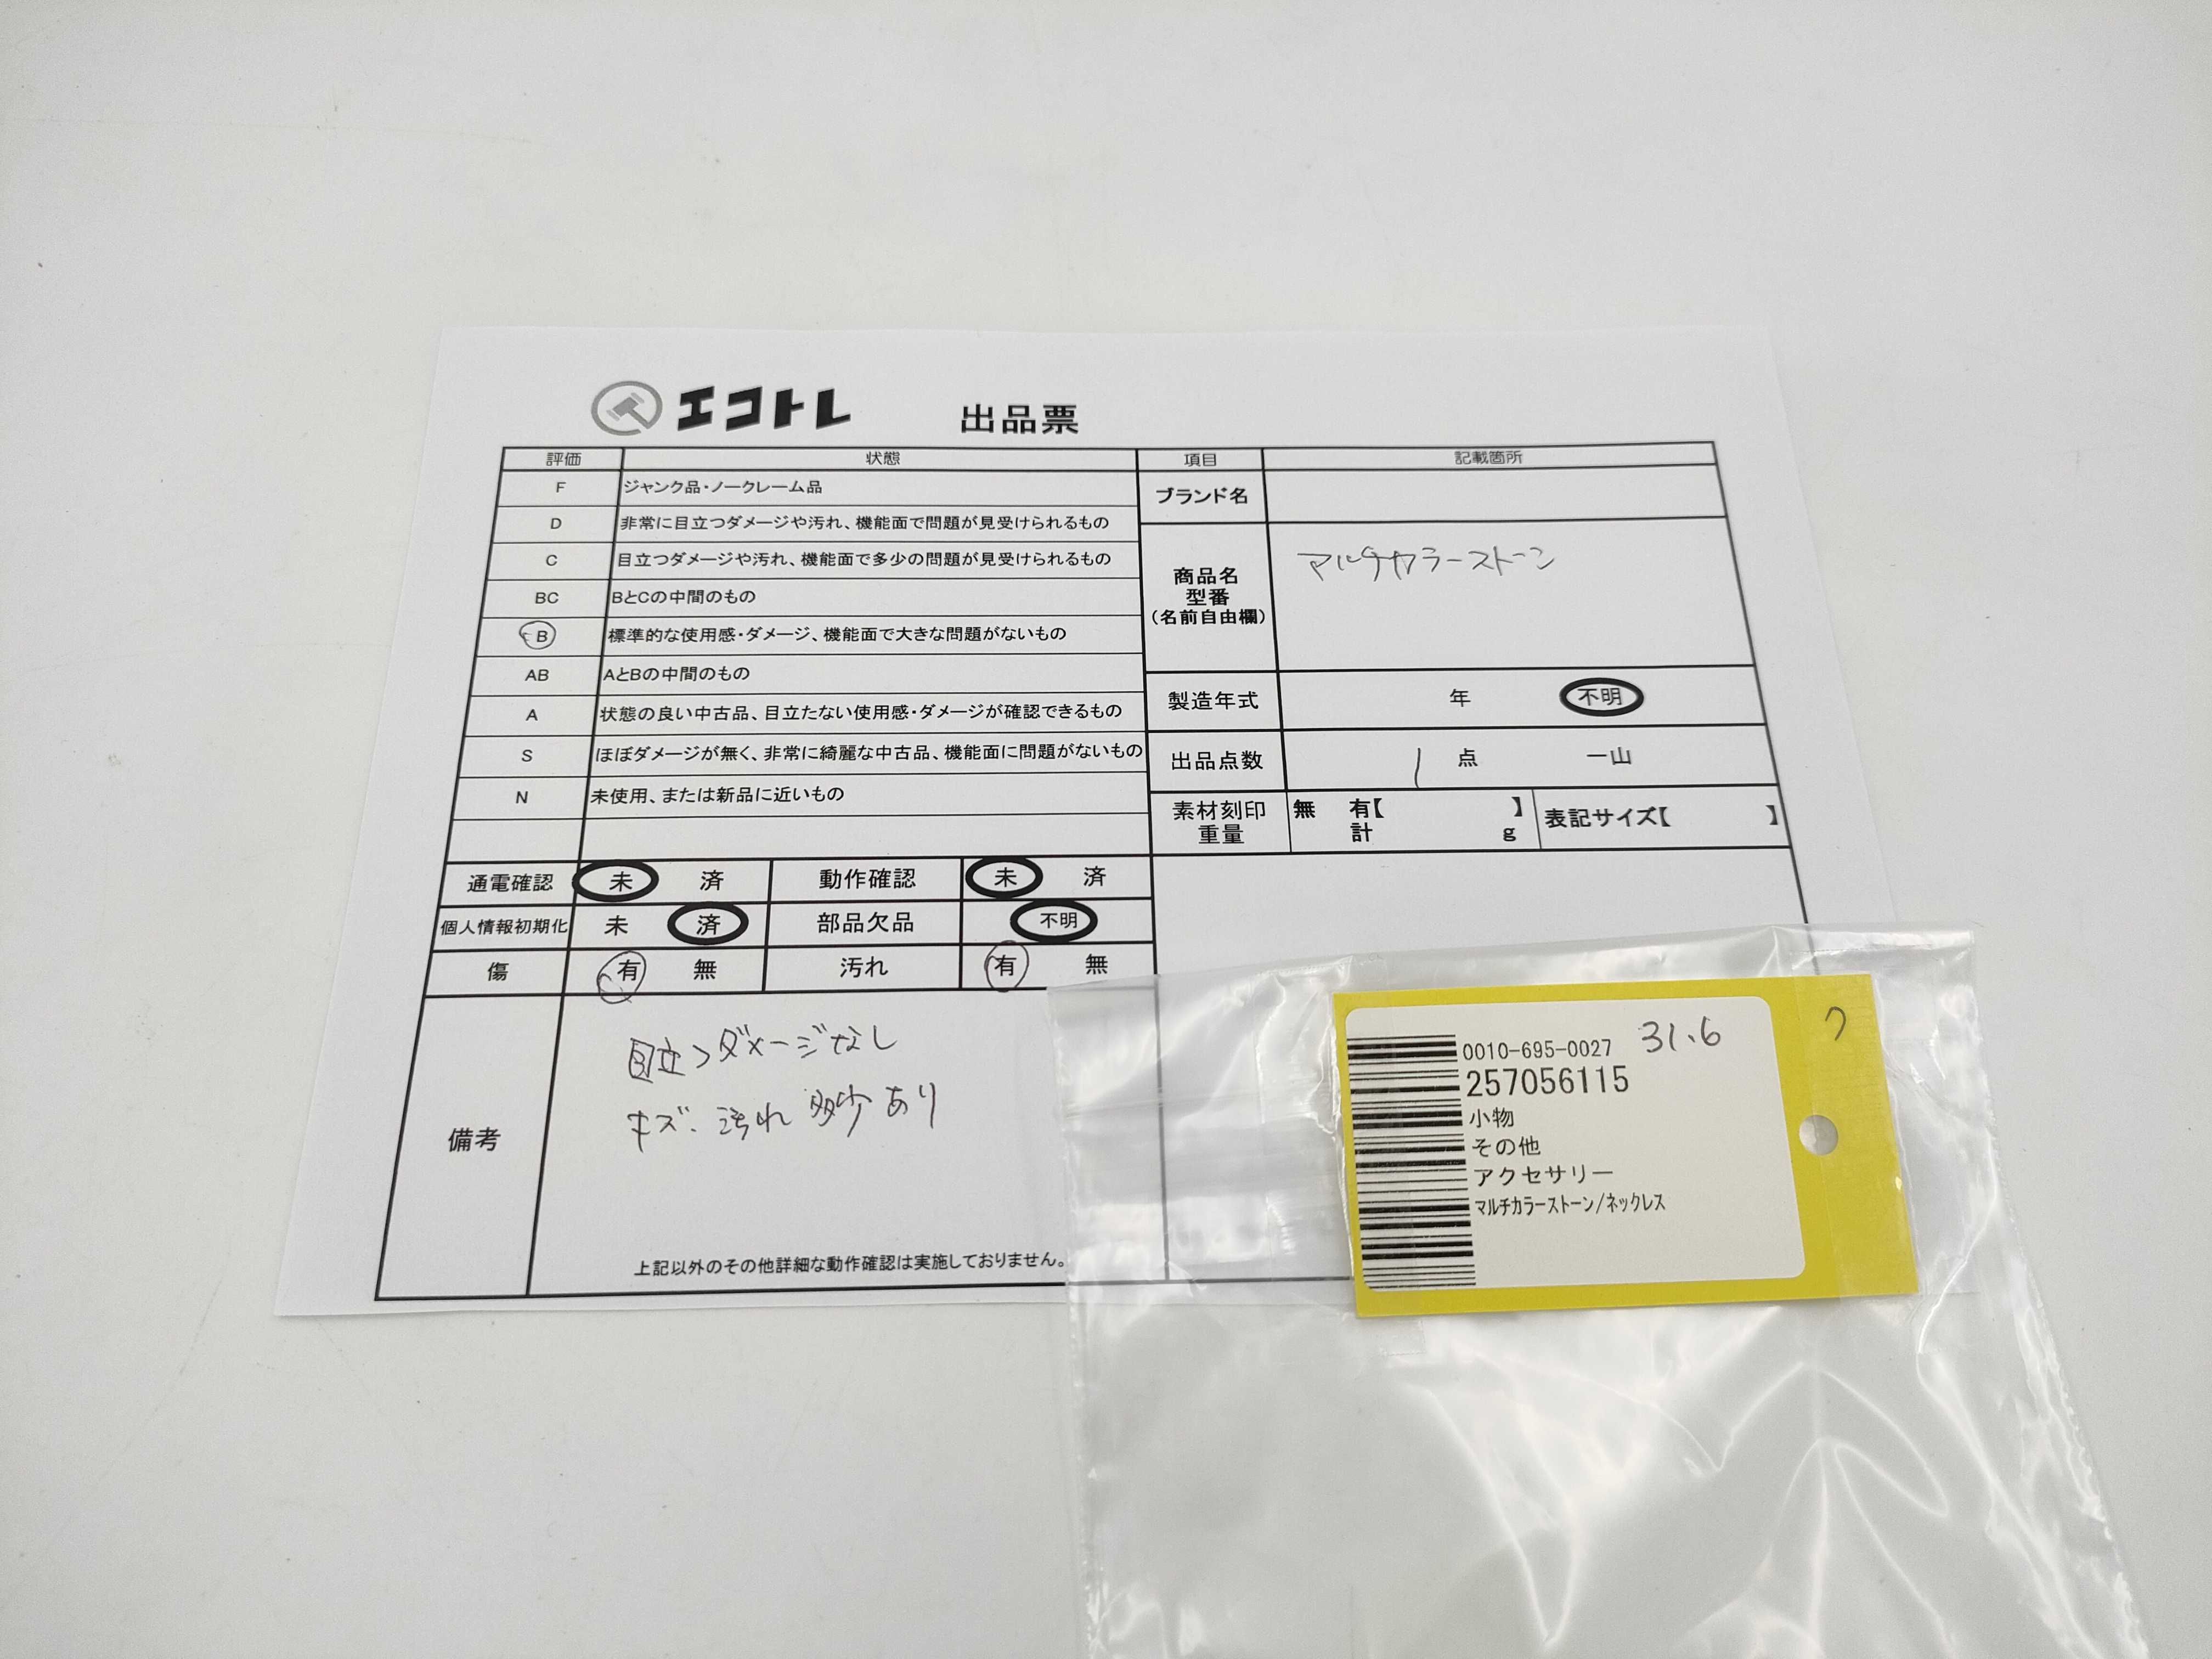 エコトレ 出品票
評価 状態
F ジャンク品・ノークレーム品
D 非常に目立つダメージや汚れ、機能面で問題が見受けられるもの
C 目立つダメージや汚れ、機能面で多少の問題が見受けられるもの
BC BとCの中間のもの
B 標準的な使用感・ダメージ、機能面で大きな問題がないもの
AB AとBの中間のもの
A 状態の良い中古品、目立たない使用感・ダメージが確認できるもの
S ほぼダメージが無く、非常に綺麗な中古品、機能面に問題がないもの
N 未使用、または新品に近いもの
項目 記載箇所
ブランド名
商品名
型番
(名前自由欄)
マルチカラーストーン
製造年式 年 不明
出品点数 1 点 一山
素材刻印 無 有【 】 表記サイズ【 】
重量 計 g
通電確認 未 済 動作確認 未 済
個人情報初期化 未 済 部品欠品 不明
傷 有 無 汚れ 有 無
備考
目立つダメージなし
キズ、汚れ 多少 あり
上記以外のその他詳細な動作確認は実施しておりません。
0010-695-0027 31.6
257056115
小物
その他
アクセサリー
マルチカラーストーン/ネックレス